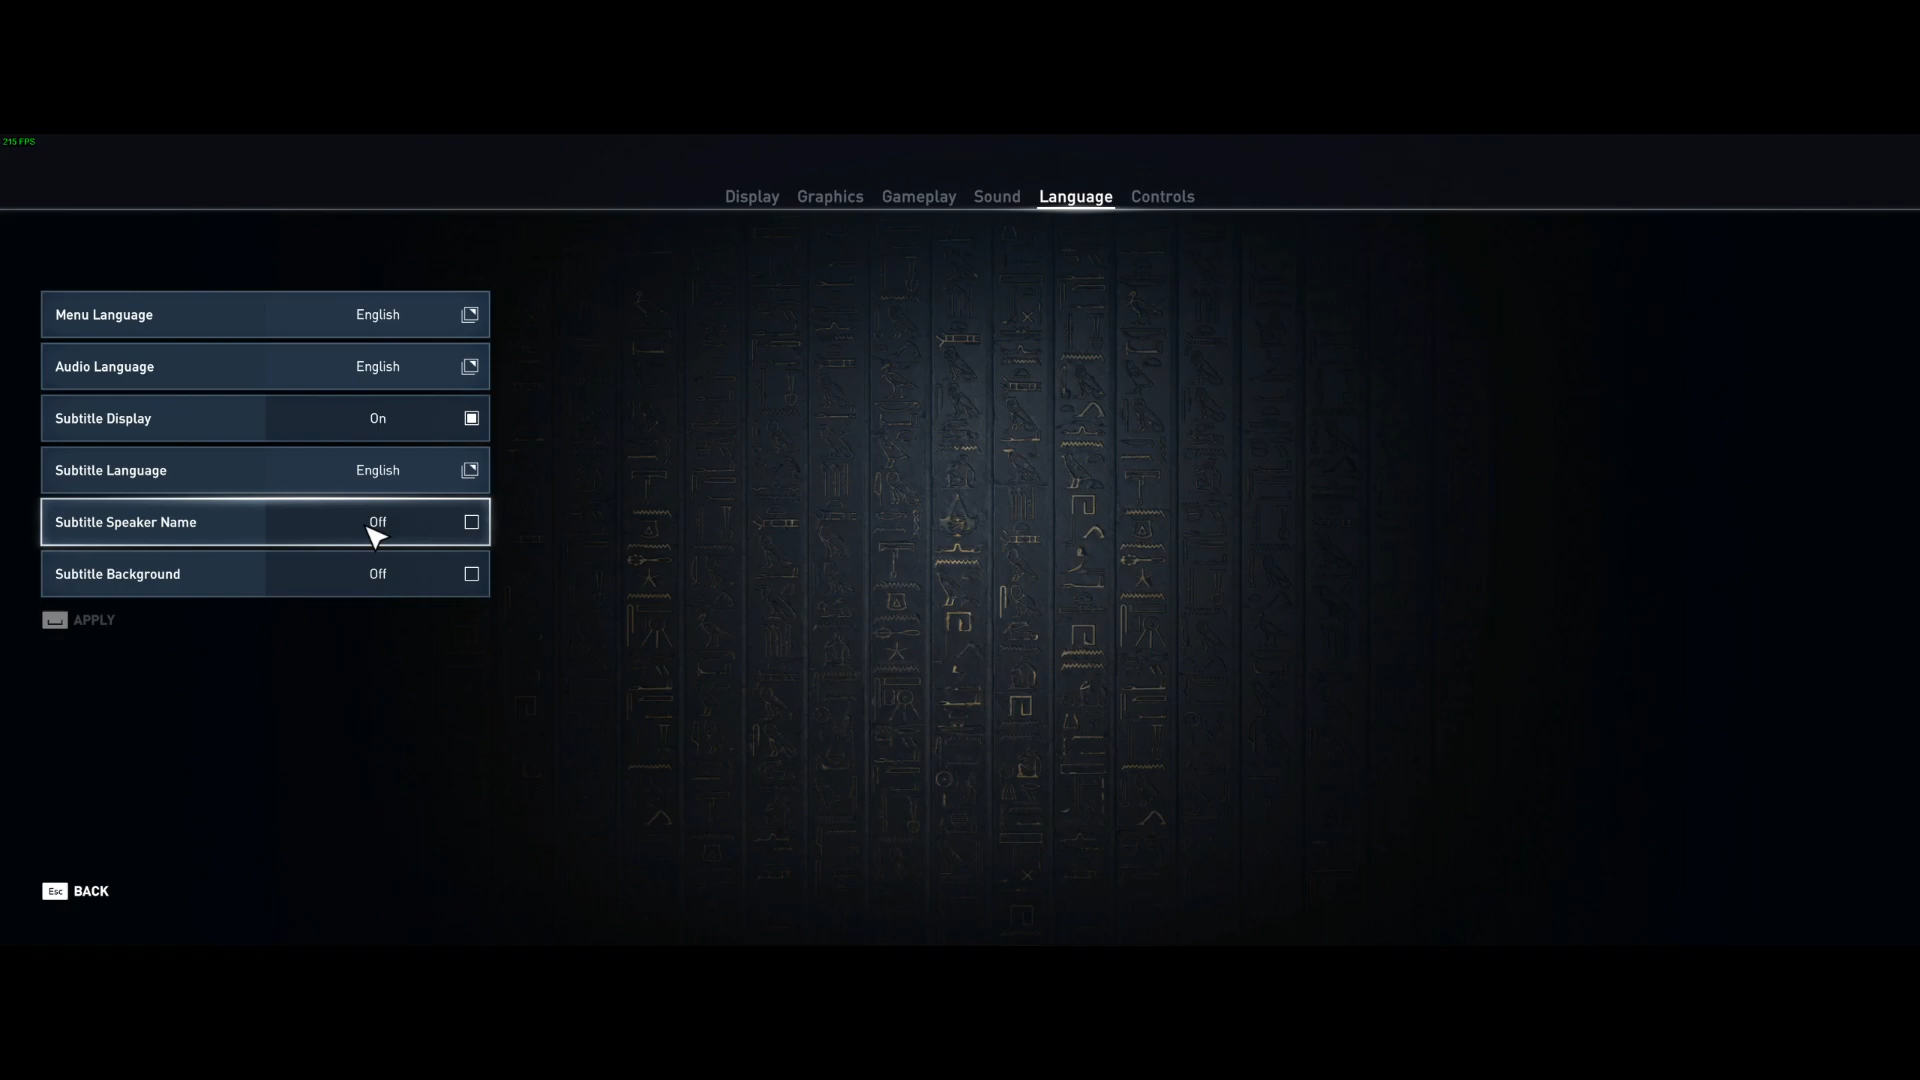 215 FPS
Display Graphics Gameplay Sound Language Controls
Menu Language English
Audio Language English
Subtitle Display On
Subtitle Language English
Subtitle Speaker Name Off
Subtitle Background Off
APPLY
Esc BACK